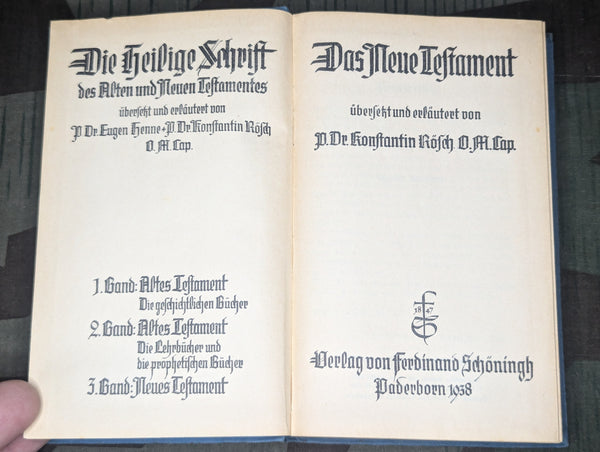 Die Heilige Schrift
des Alten und Neuen Testamentes
übersetzt und erläutert von
P. Dr. Eugen Henne + P. Dr. Konstantin Rösch
O. M. Cap.
1. Band: Altes Testament
Die geschichtlichen Bücher
2. Band: Altes Testament
Die Lehrbücher und
die prophetischen Bücher
3. Band: Neues Testament
Das Neue Testament
übersetzt und erläutert von
P. Dr. Konstantin Rösch O. M. Cap.
18 47
FS
Verlag von Ferdinand Schöningh
Paderborn 1938